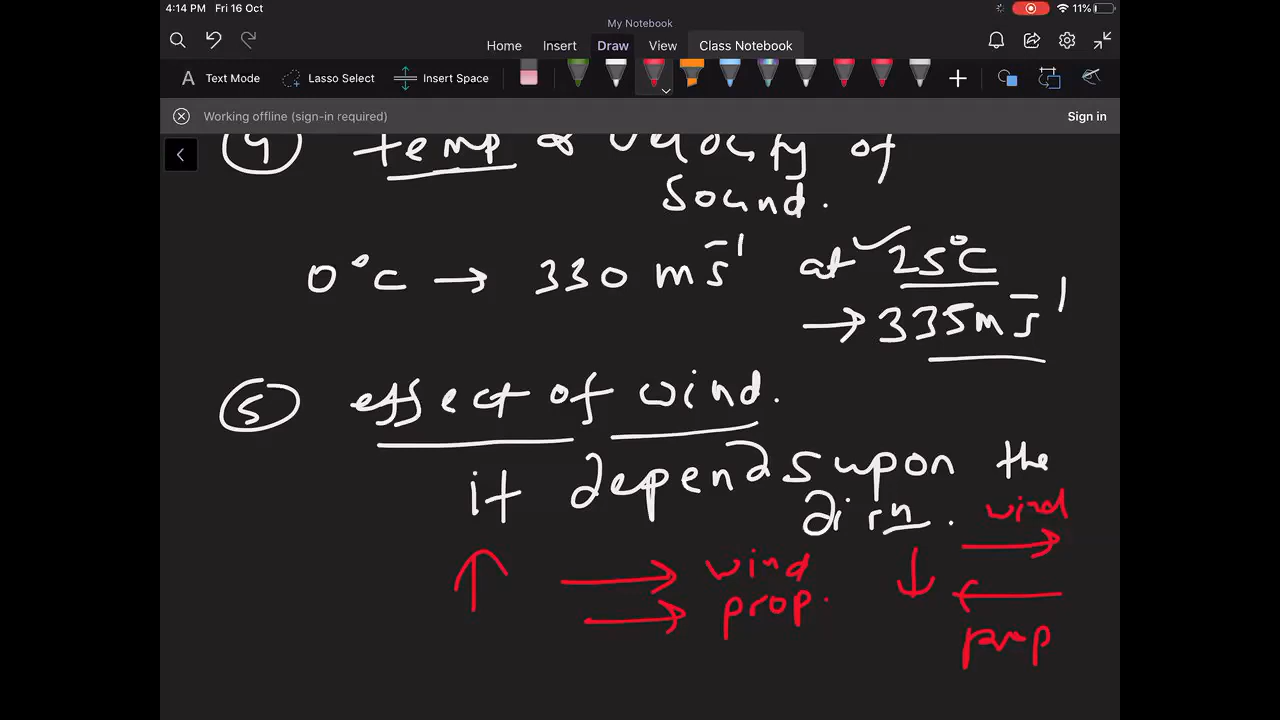 4:14 PM Fri 16 Oct
11%
My Notebook
Home Insert Draw View Class Notebook
Text Mode Lasso Select Insert Space
Working offline (sign-in required) Sign in
④ temp & velocity of
sound.
0°C → 330 ms⁻¹ at ✓25°C
→ 335ms⁻¹
⑤ effect of wind.
it depends upon the
dirn.
wind
↑ → wind ↓ →
→ prop. ←
prop